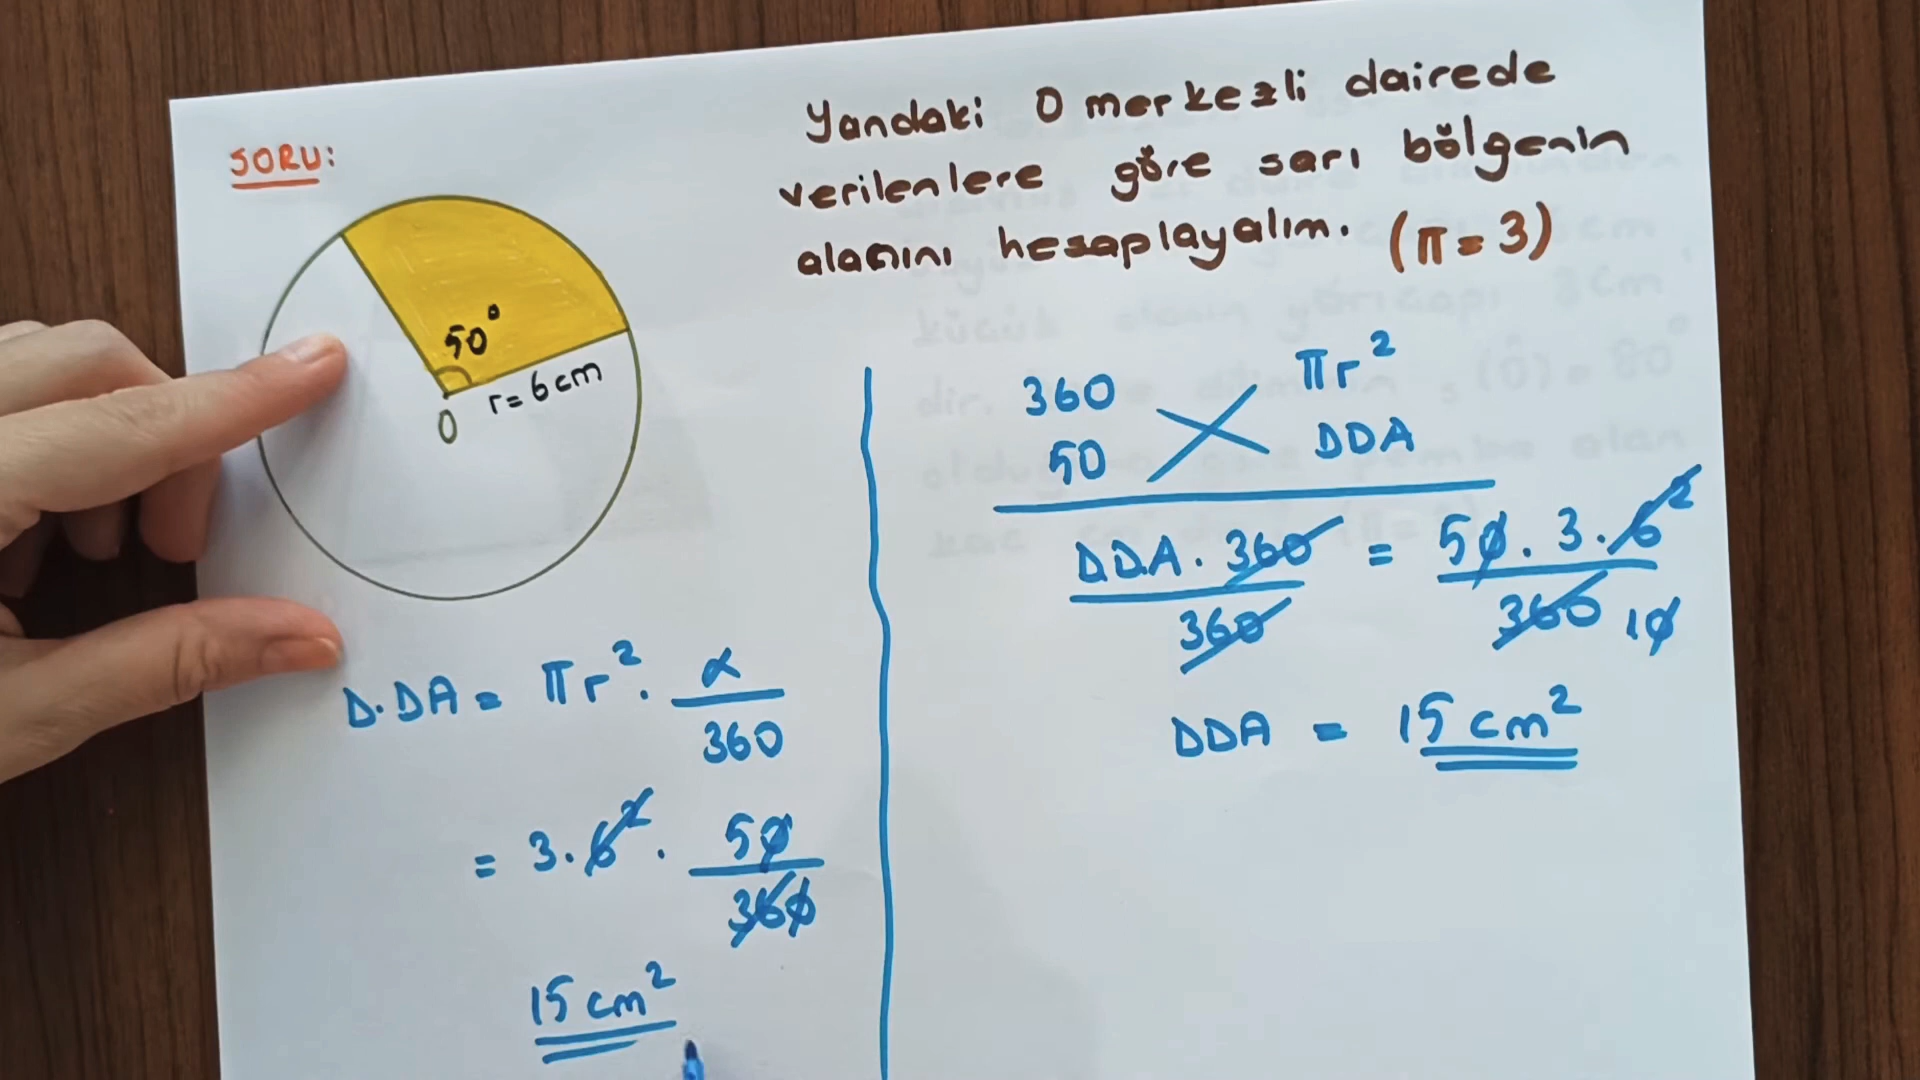 SORU:
Yandaki O merkezli dairede
verilenlere göre sarı bölgenin
alanını hesaplayalım. (π=3)
50°
r=6cm
O
D.DA = πr². α/360
= 3.6². 50/360
15 cm²
360 πr²
50 DDA
D.D.A. 360 / 360 = 50.3.6² / 360 10
DDA = 15 cm²